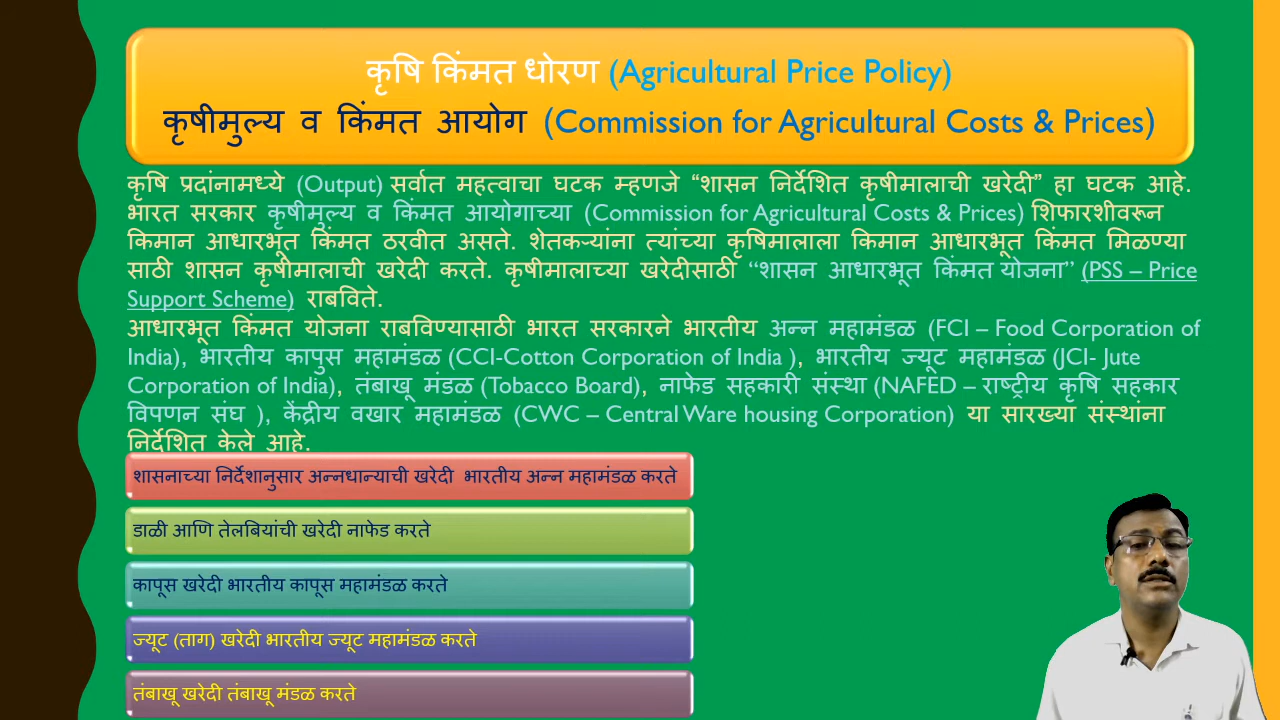 कृषि किंमत धोरण (Agricultural Price Policy)
कृषीमुल्य व किंमत आयोग (Commission for Agricultural Costs & Prices)
कृषि प्रदांनामध्ये (Output) सर्वात महत्वाचा घटक म्हणजे “शासन निर्देशित कृषीमालाची खरेदी” हा घटक आहे.
भारत सरकार कृषीमुल्य व किंमत आयोगाच्या (Commission for Agricultural Costs & Prices) शिफारशीवरून
किमान आधारभूत किंमत ठरवीत असते. शेतकऱ्यांना त्यांच्या कृषिमालाला किमान आधारभूत किंमत मिळण्या
साठी शासन कृषीमालाची खरेदी करते. कृषीमालाच्या खरेदीसाठी “शासन आधारभूत किंमत योजना” (PSS – Price
Support Scheme) राबविते.
आधारभूत किंमत योजना राबविण्यासाठी भारत सरकारने भारतीय अन्न महामंडळ (FCI – Food Corporation of
India), भारतीय कापुस महामंडळ (CCI-Cotton Corporation of India ), भारतीय ज्यूट महामंडळ (JCI- Jute
Corporation of India), तंबाखू मंडळ (Tobacco Board), नाफेड सहकारी संस्था (NAFED – राष्ट्रीय कृषि सहकार
विपणन संघ ), केंद्रीय वखार महामंडळ (CWC – Central Ware housing Corporation) या सारख्या संस्थांना
निर्देशित केले आहे.
शासनाच्या निर्देशानुसार अन्नधान्याची खरेदी भारतीय अन्न महामंडळ करते
डाळी आणि तेलबियांची खरेदी नाफेड करते
कापूस खरेदी भारतीय कापूस महामंडळ करते
ज्यूट (ताग) खरेदी भारतीय ज्यूट महामंडळ करते
तंबाखू खरेदी तंबाखू मंडळ करते